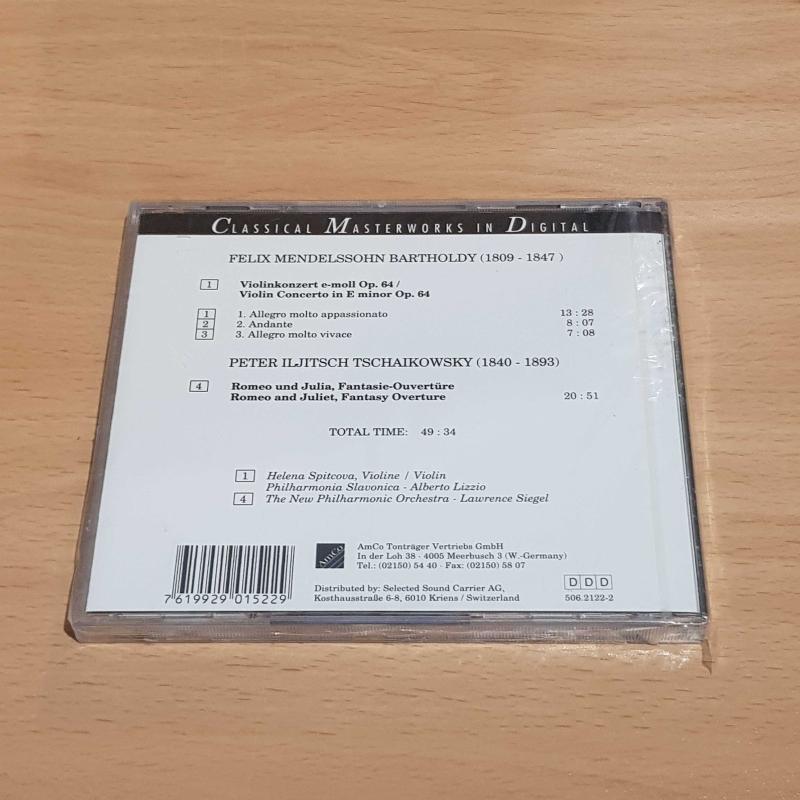 CLASSICAL MASTERWORKS IN DIGITAL
FELIX MENDELSSOHN BARTHOLDY (1809 - 1847 )
1 Violinkonzert e-moll Op. 64 /
Violin Concerto in E minor Op. 64
1 1. Allegro molto appassionato 13 : 28
2 2. Andante 8 : 07
3 3. Allegro molto vivace 7 : 08
PETER ILJITSCH TSCHAIKOWSKY (1840 - 1893)
4 Romeo und Julia, Fantasie-Ouvertüre
Romeo and Juliet, Fantasy Overture 20 : 51
TOTAL TIME: 49 : 34
1 Helena Spitcova, Violine / Violin
Philharmonia Slavonica - Alberto Lizzio
4 The New Philharmonic Orchestra - Lawrence Siegel
AmCo
AmCo Tonträger Vertriebs GmbH
In der Loh 38 - 4005 Meerbusch 3 (W.-Germany)
Tel.: (02150) 54 40 - Fax: (02150) 58 07
Distributed by: Selected Sound Carrier AG,
Kosthausstraße 6-8, 6010 Kriens / Switzerland
7 619929 015229
DDD
506.2122-2